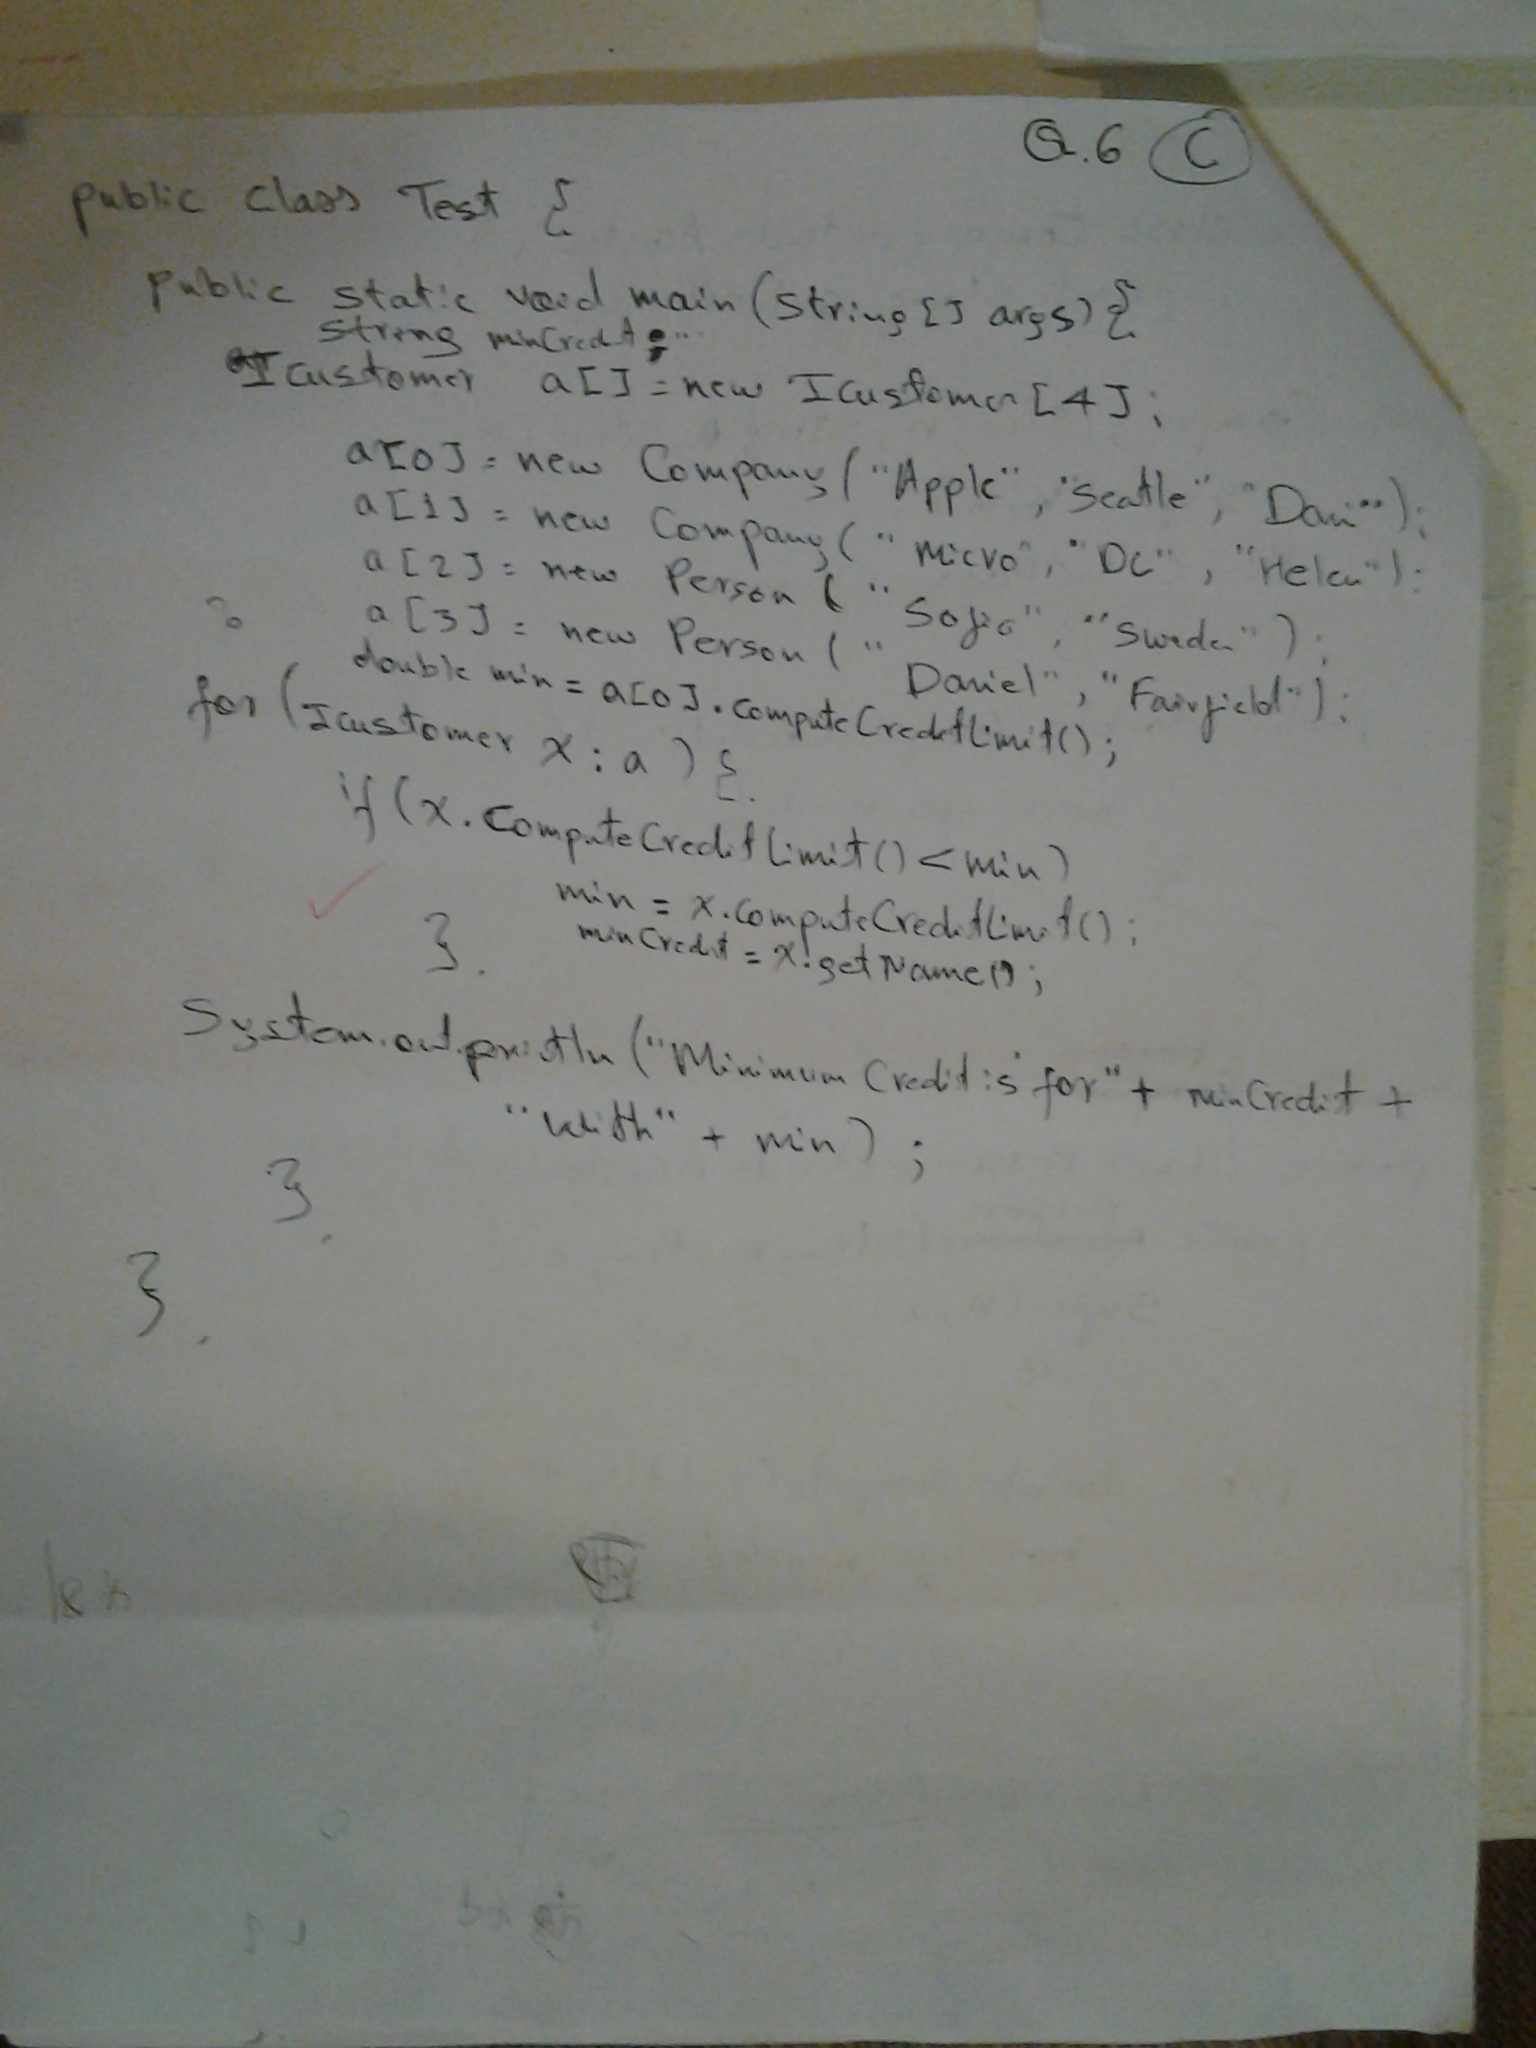 Q.6 C
public class Test {
public static void main(String[] args){
string minCredit;
Icustomer a[] = new Icustomer[4];
a[0] = new Company("Apple", "Seatle", "Dani");
a[1] = new Company("Micro", "DC", "Helen");
a[2] = new Person("Sofia", "Sweden");
a[3] = new Person("Daniel", "Fairfield");
double min = a[0].computeCreditLimit();
for (Icustomer x : a) {
if (x.computeCreditLimit() < min)
min = x.computeCreditLimit();
minCredit = x.getName();
}
System.out.println("Minimum Credit is for" + minCredit +
"with" + min);
}
}